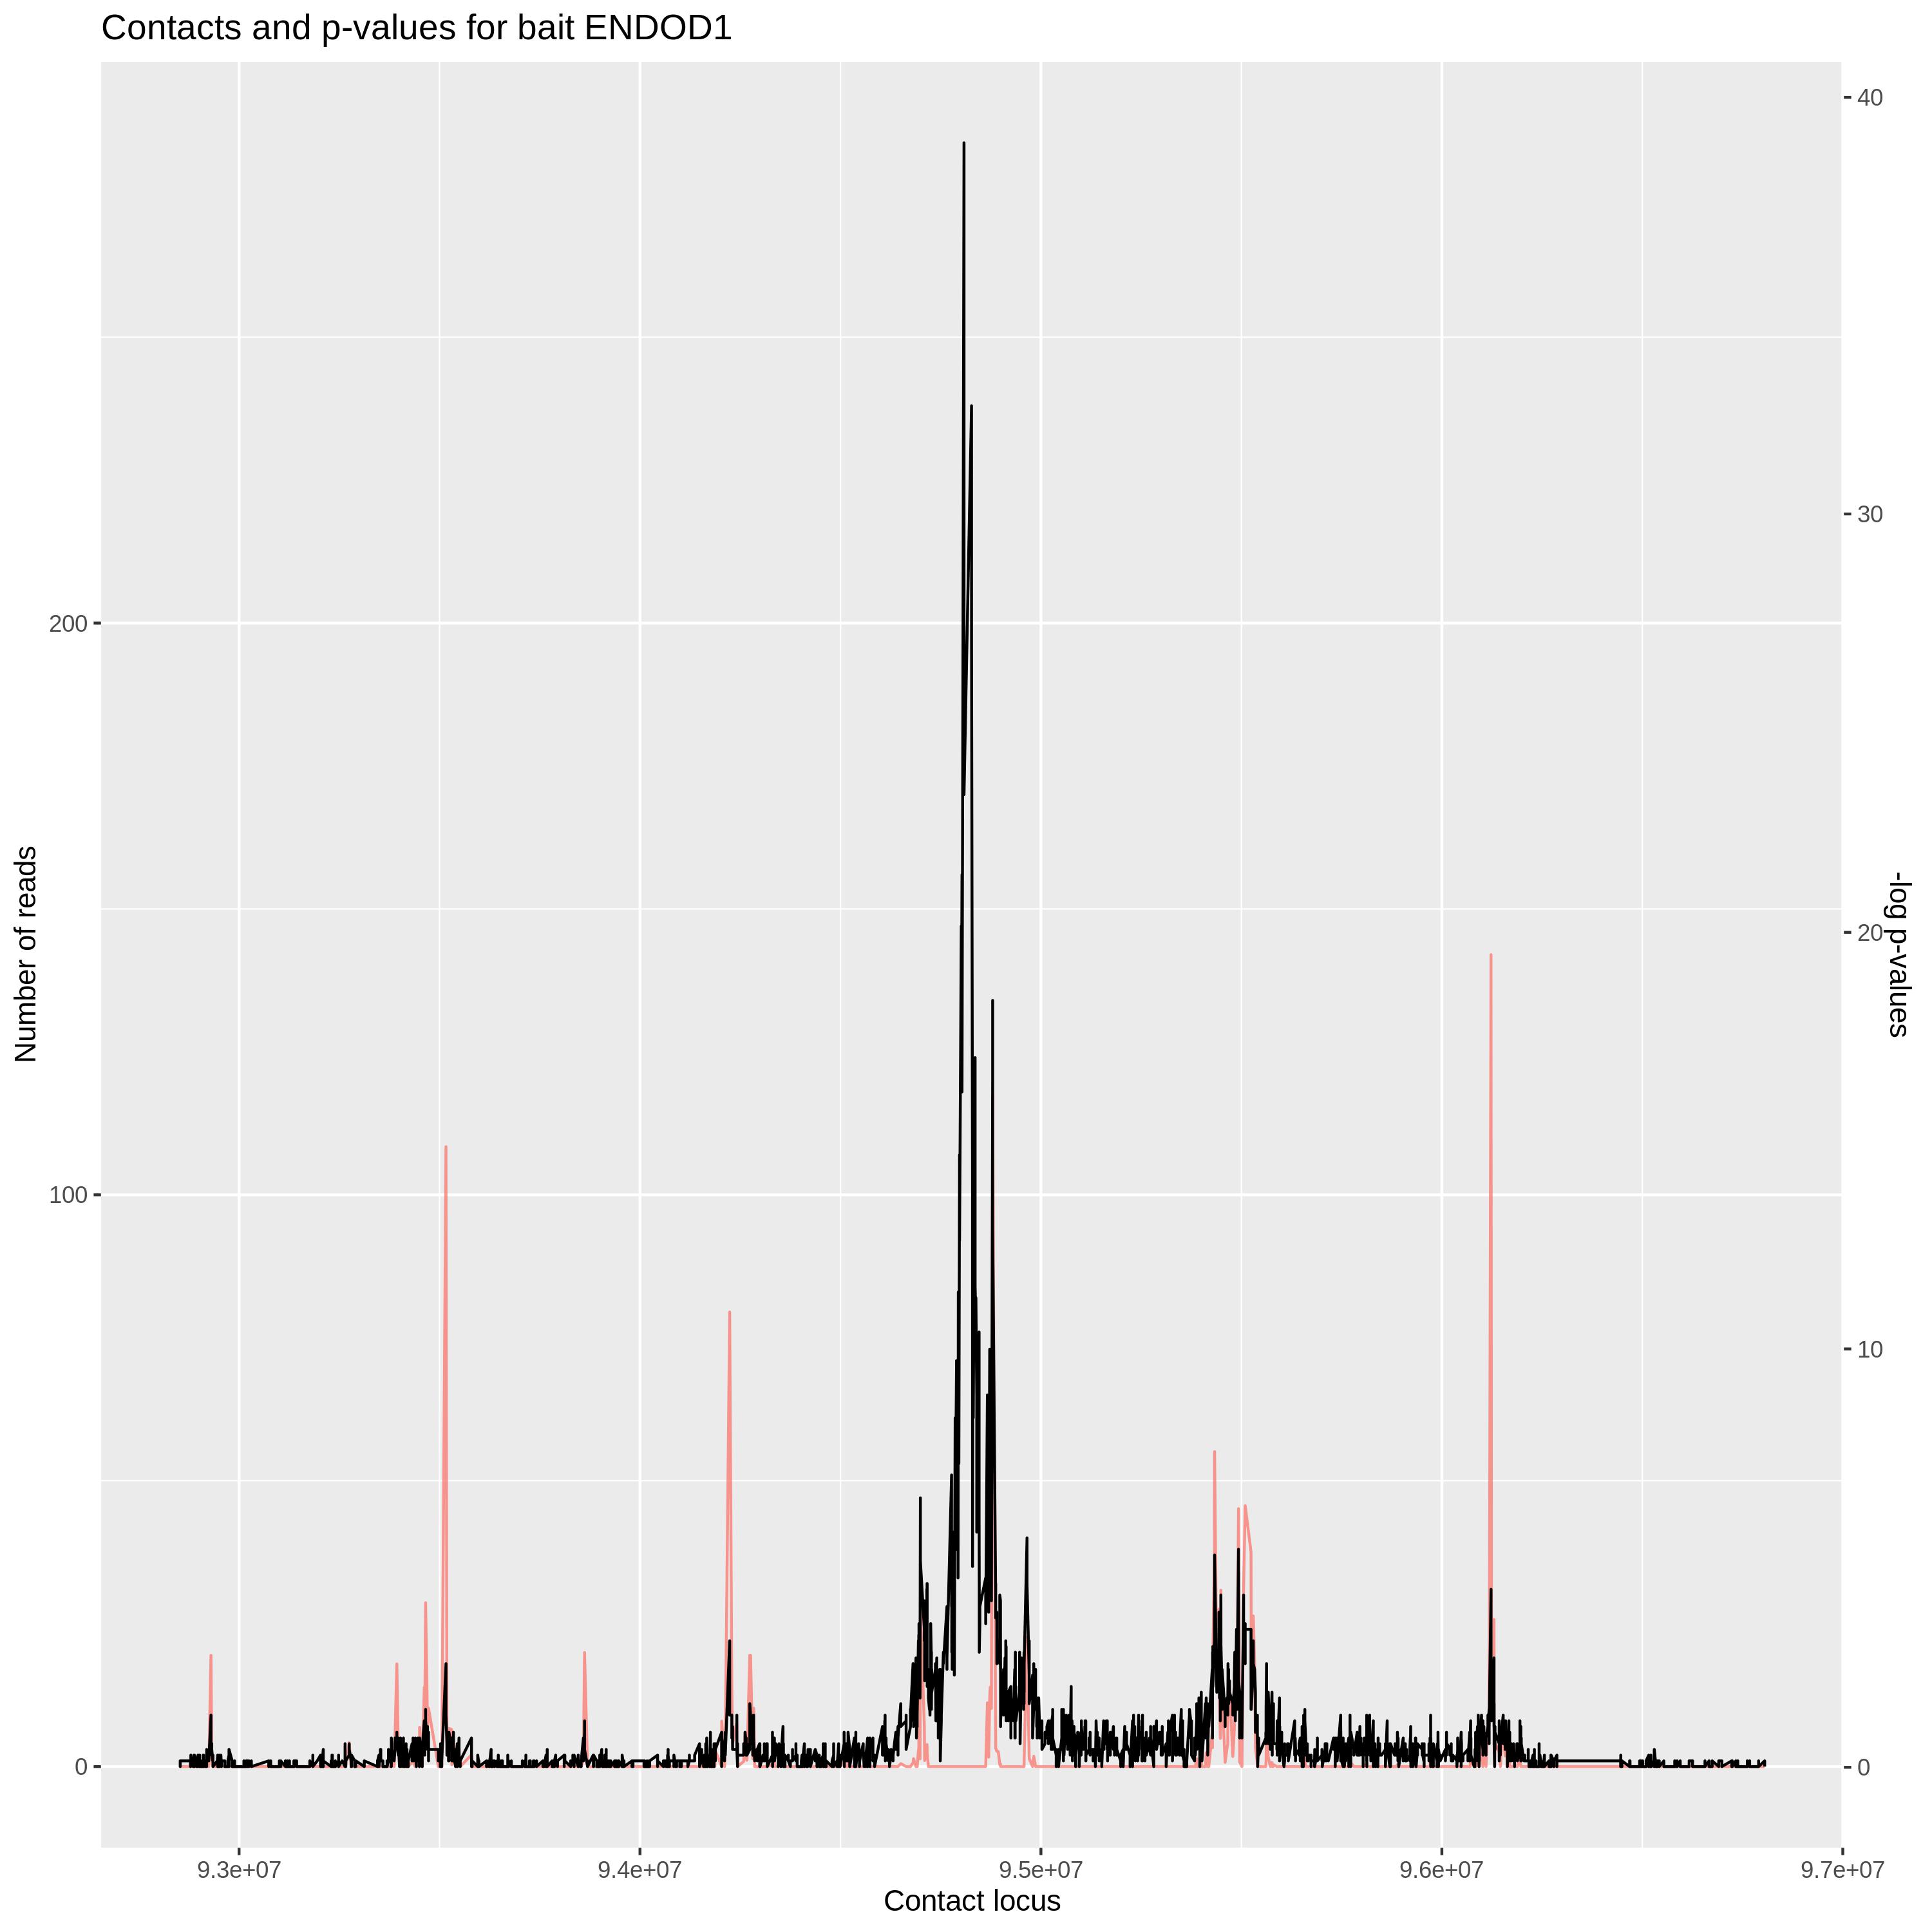 Contacts and p-values for bait ENDOD1
Number of reads
200
100
0
40
30
20
10
0
-log p-values
9.3e+07
9.4e+07
9.5e+07
9.6e+07
9.7e+07
Contact locus